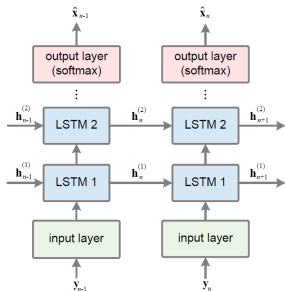 x̂ₙ₋₁ x̂ₙ
output layer (softmax) output layer (softmax)
⋮ ⋮
h⁽²⁾ₙ₋₁ LSTM 2 h⁽²⁾ₙ LSTM 2 h⁽²⁾ₙ₊₁
h⁽¹⁾ₙ₋₁ LSTM 1 h⁽¹⁾ₙ LSTM 1 h⁽¹⁾ₙ₊₁
input layer input layer
yₙ₋₁ yₙ